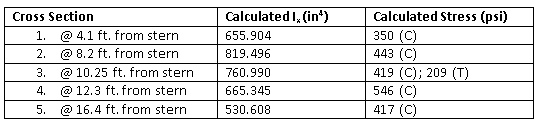 Cross Section Calculated Iₓ (in⁴) Calculated Stress (psi)
1. @ 4.1 ft. from stern 655.904 350 (C)
2. @ 8.2 ft. from stern 819.496 443 (C)
3. @ 10.25 ft. from stern 760.990 419 (C); 209 (T)
4. @ 12.3 ft. from stern 665.345 546 (C)
5. @ 16.4 ft. from stern 530.608 417 (C)